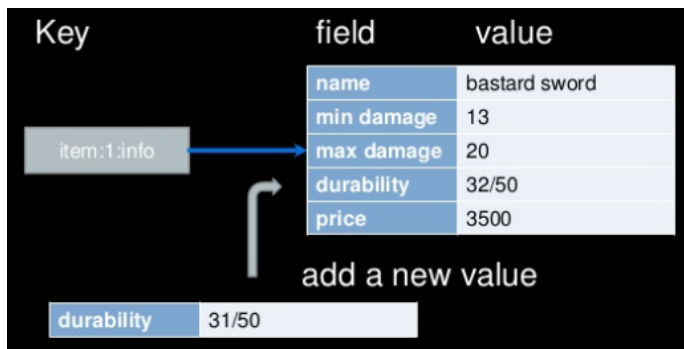 Key field value
name bastard sword
min damage 13
item:1:info max damage 20
durability 32/50
price 3500
add a new value
durability 31/50